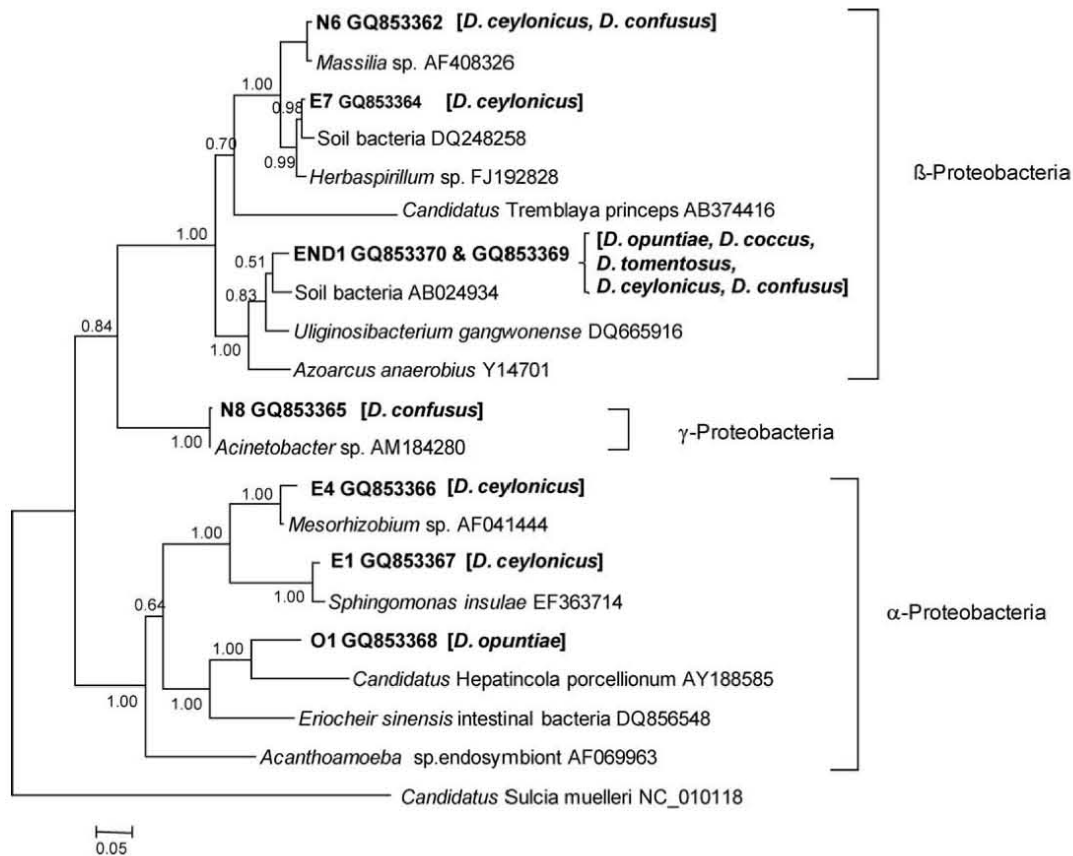 N6 GQ853362 [D. ceylonicus, D. confusus]
Massilia sp. AF408326
1.00
E7 GQ853364 [D. ceylonicus]
0.98
Soil bacteria DQ248258
0.70
0.99
Herbaspirillum sp. FJ192828
ß-Proteobacteria
Candidatus Tremblaya princeps AB374416
1.00
END1 GQ853370 & GQ853369
[D. opuntiae, D. coccus,
D. tomentosus,
D. ceylonicus, D. confusus]
0.51
Soil bacteria AB024934
0.83
Uliginosibacterium gangwonense DQ665916
0.84
1.00
Azoarcus anaerobius Y14701
N8 GQ853365 [D. confusus]
γ-Proteobacteria
1.00
Acinetobacter sp. AM184280
E4 GQ853366 [D. ceylonicus]
1.00
Mesorhizobium sp. AF041444
1.00
E1 GQ853367 [D. ceylonicus]
1.00
Sphingomonas insulae EF363714
0.64
α-Proteobacteria
O1 GQ853368 [D. opuntiae]
1.00
Candidatus Hepatincola porcellionum AY188585
1.00
1.00
Eriocheir sinensis intestinal bacteria DQ856548
Acanthoamoeba sp.endosymbiont AF069963
Candidatus Sulcia muelleri NC_010118
0.05